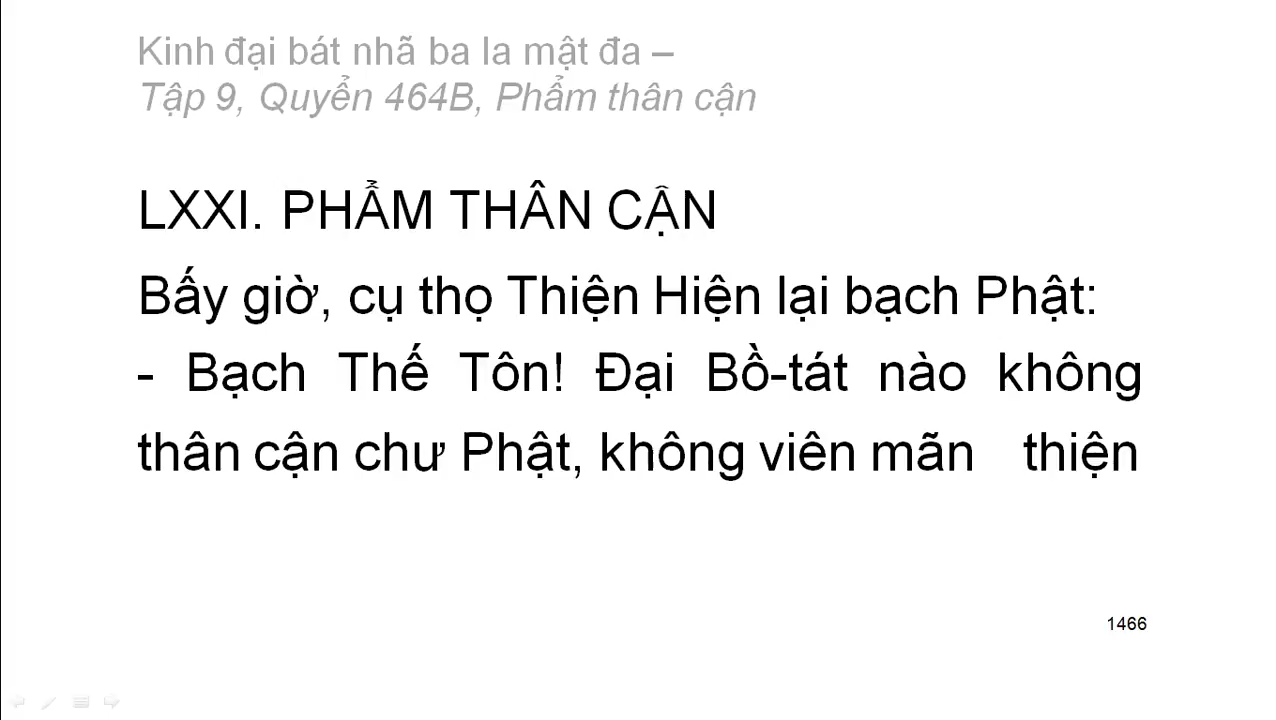 Kinh đại bát nhã ba la mật đa –
Tập 9, Quyển 464B, Phẩm thân cận
LXXI. PHẨM THÂN CẬN
Bấy giờ, cụ thọ Thiện Hiện lại bạch Phật:
- Bạch Thế Tôn! Đại Bồ-tát nào không
thân cận chư Phật, không viên mãn thiện
1466